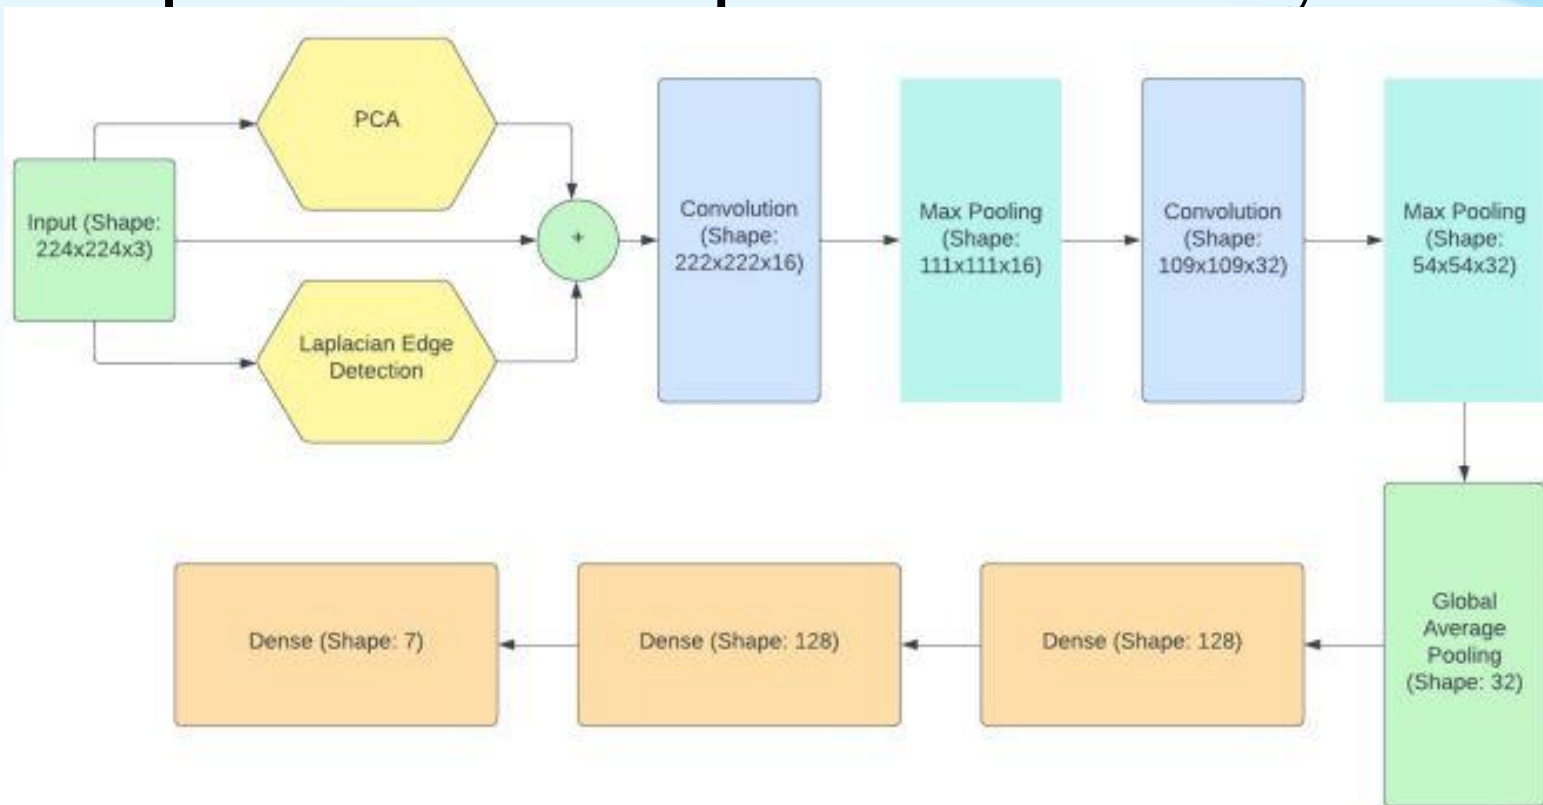 PCA
Input (Shape:
224x224x3)
+
Laplacian Edge
Detection
Convolution
(Shape:
222x222x16)
Max Pooling
(Shape:
111x111x16)
Convolution
(Shape:
109x109x32)
Max Pooling
(Shape:
54x54x32)
Global
Average
Pooling
(Shape: 32)
Dense (Shape: 128)
Dense (Shape: 128)
Dense (Shape: 7)